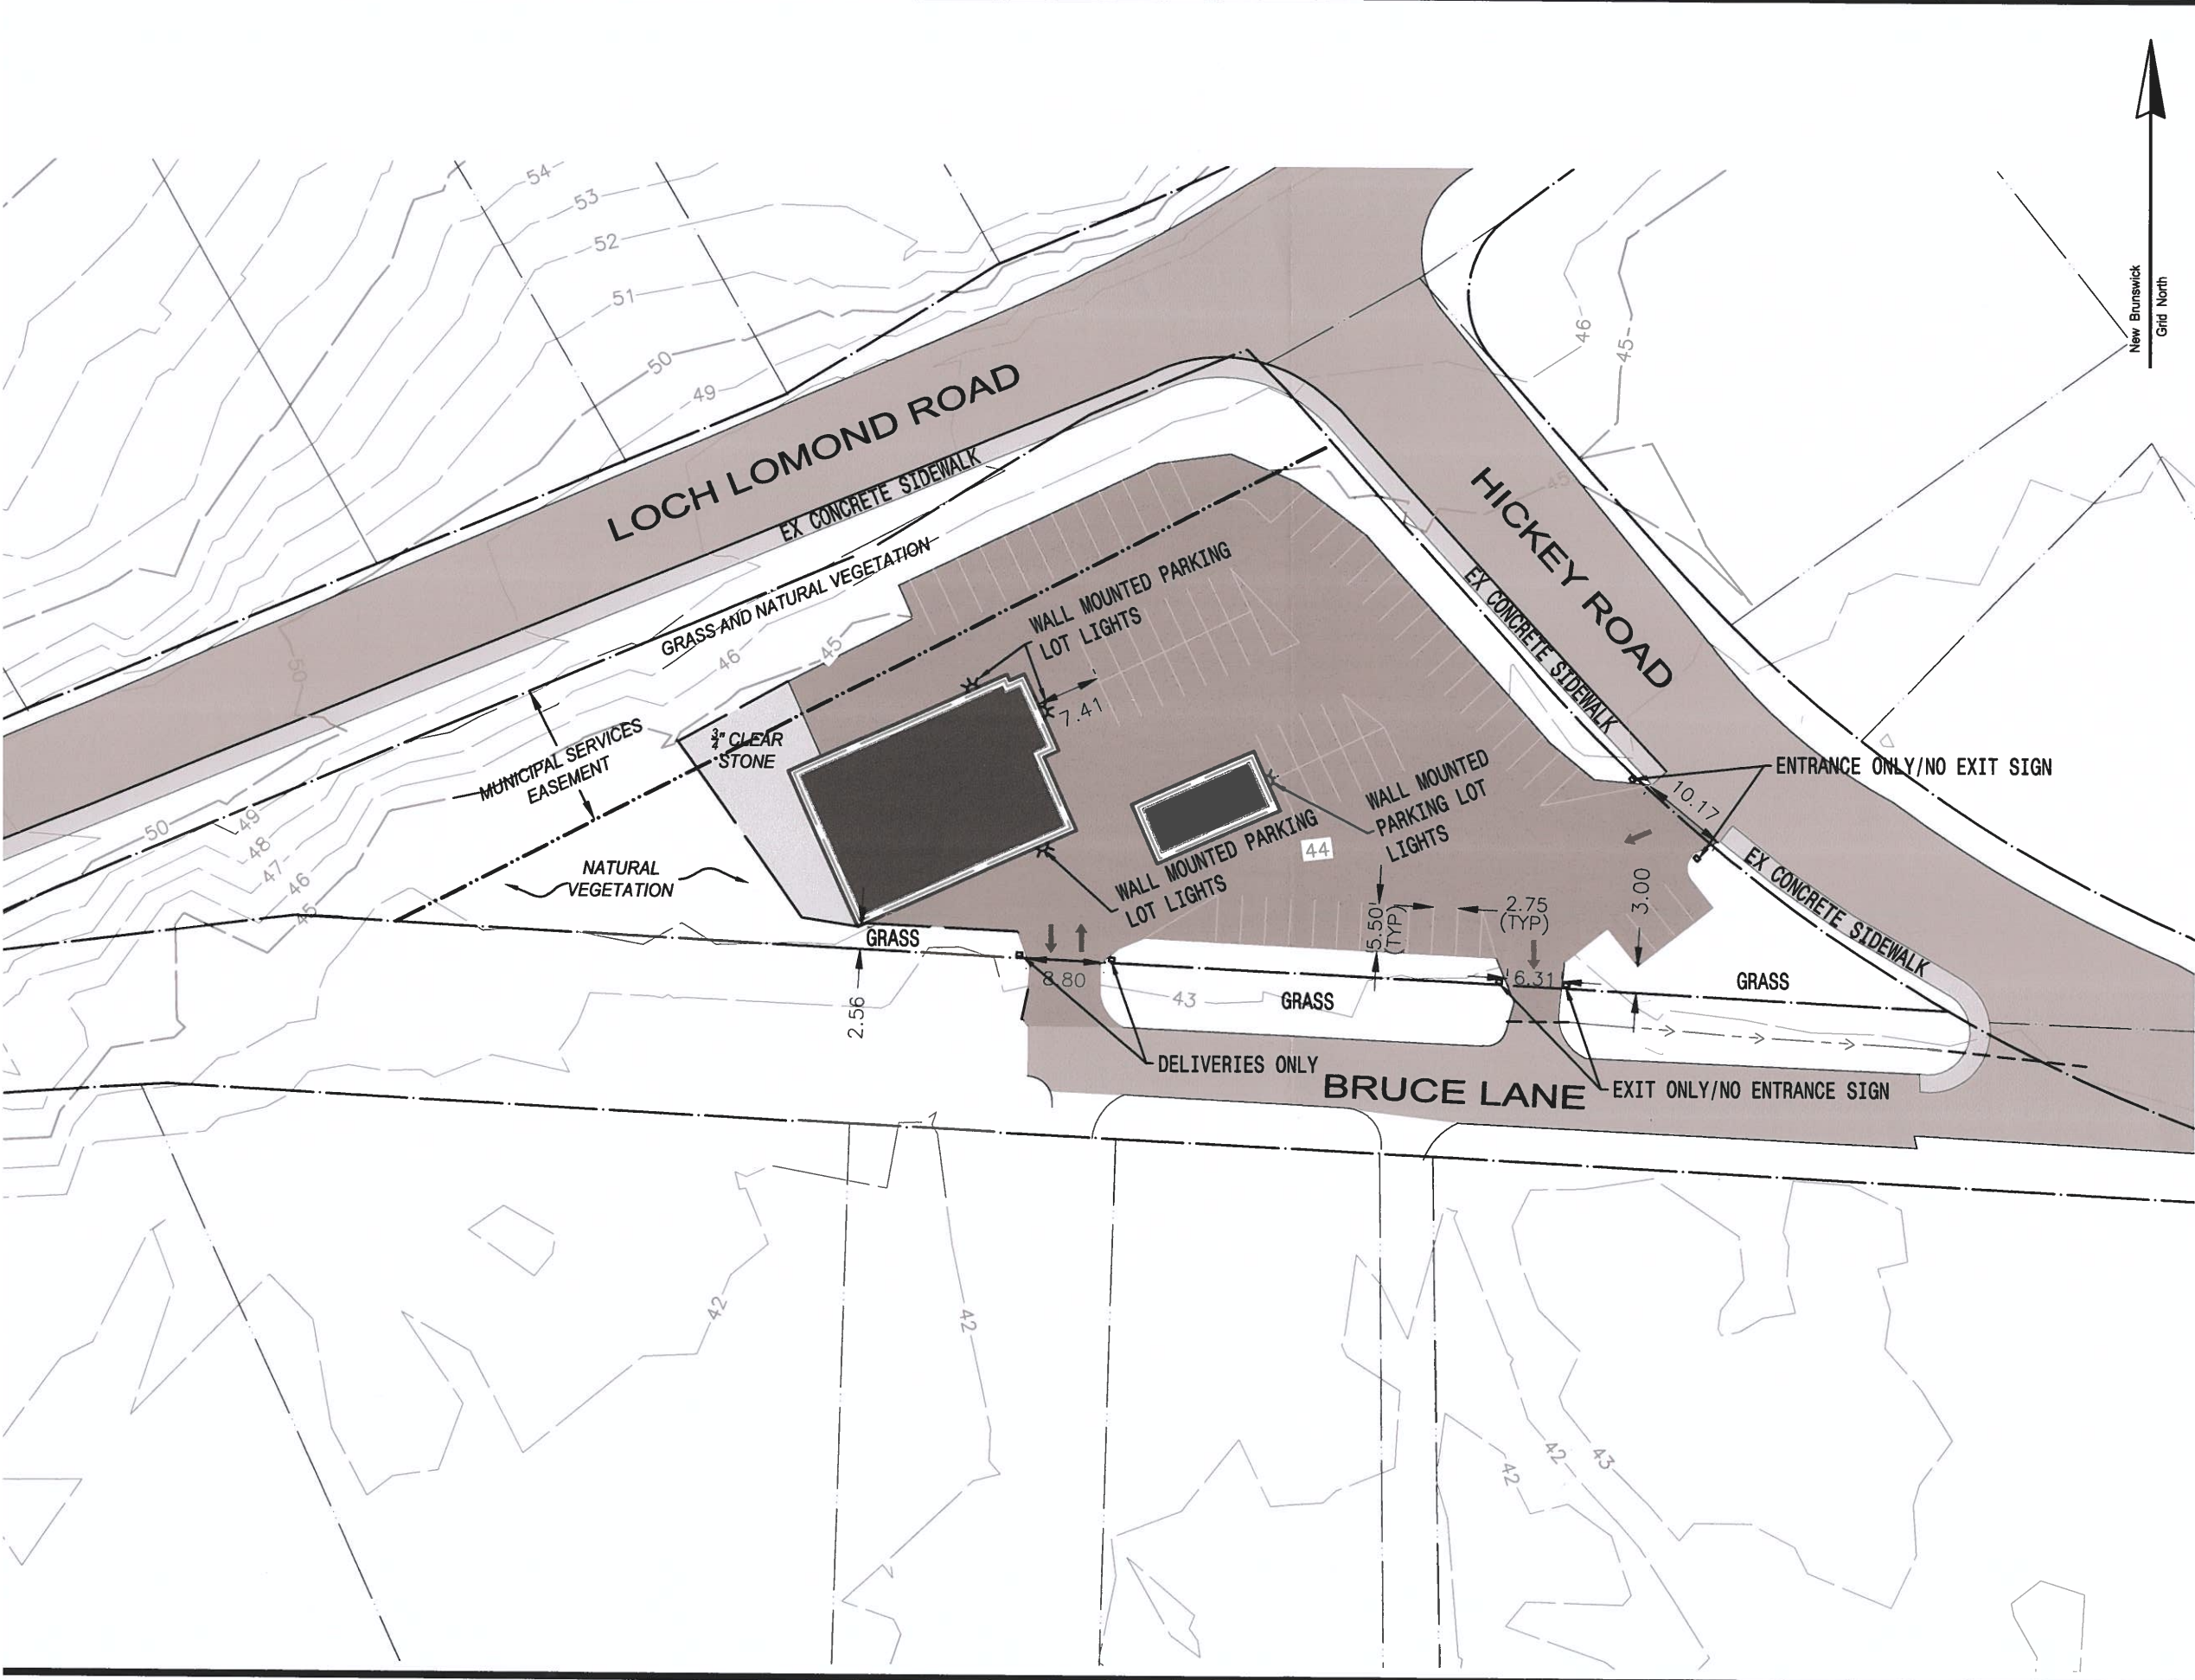 54
53
52
51
50
49
46
45
45
New Brunswick
Grid North
LOCH LOMOND ROAD
EX CONCRETE SIDEWALK
HICKEY ROAD
EX CONCRETE SIDEWALK
GRASS AND NATURAL VEGETATION
46
45
WALL MOUNTED PARKING
LOT LIGHTS
7.41
50
3/4" CLEAR
STONE
MUNICIPAL SERVICES
EASEMENT
WALL MOUNTED
PARKING LOT
LIGHTS
ENTRANCE ONLY/NO EXIT SIGN
10.17
50
49
48
47
46
45
NATURAL
VEGETATION
WALL MOUNTED PARKING
LOT LIGHTS
44
EX CONCRETE SIDEWALK
3.00
5.50
(TYP)
2.75
(TYP)
GRASS
8.80
6.31
GRASS
43
GRASS
2.56
DELIVERIES ONLY
BRUCE LANE
EXIT ONLY/NO ENTRANCE SIGN
42
42
42
42
43